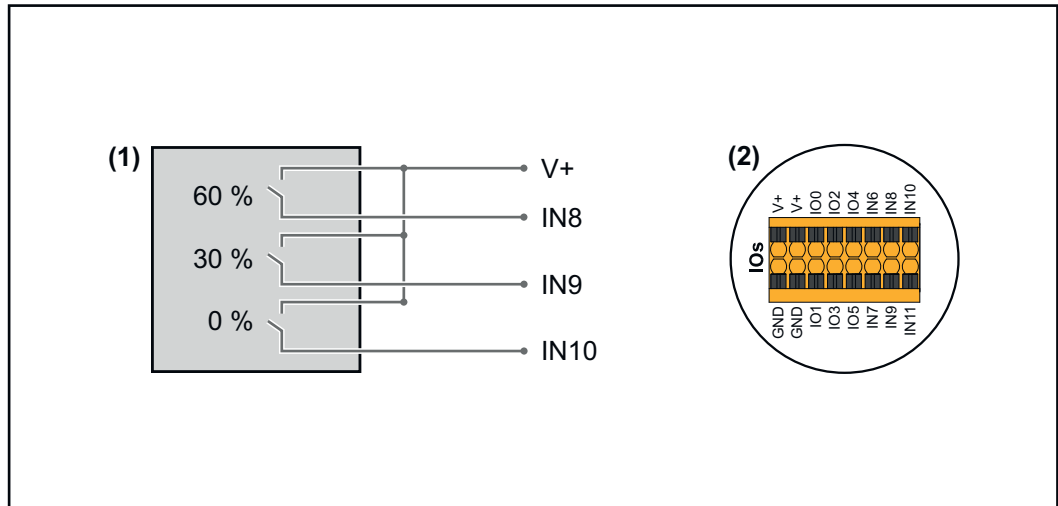 (1)
60 %
30 %
0 %
V+
IN8
IN9
IN10
(2)
IOs
V+ V+ IO0 IO2 IO4 IN6 IN8 IN10
GND GND IO1 IO3 IO5 IN7 IN9 IN11